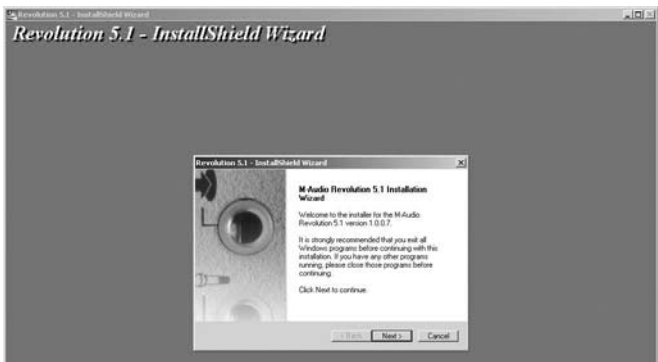 Revolution 5.1 - InstallShield Wizard
Revolution 5.1 - InstallShield Wizard
Revolution 5.1 - InstallShield Wizard
M-Audio Revolution 5.1 Installation
Wizard
Welcome to the installer for the M-Audio
Revolution 5.1 version 1.0.0.7.
It is strongly recommended that you exit all
Windows programs before continuing with this
installation. If you have any other programs
running, please close those programs before
continuing.
Click Next to continue.
< Back Next > Cancel